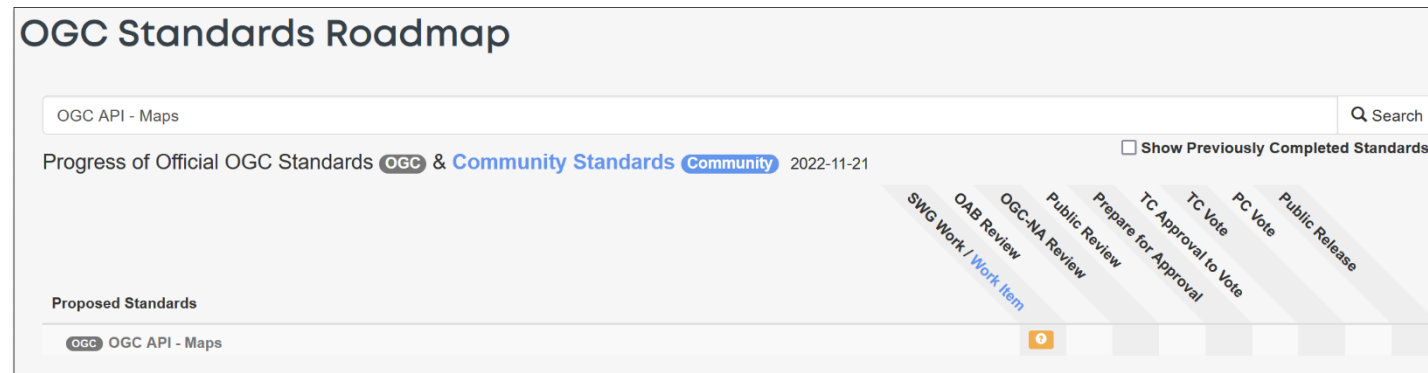 OGC Standards Roadmap
OGC API - Maps
Search
Progress of Official OGC Standards OGC & Community Standards Community 2022-11-21
Show Previously Completed Standards
SWG Work / Work Item
OAB Review
OGC-NA Review
Public Review
Prepare for Approval
TC Approval to Vote
TC Vote
PC Vote
Public Release
Proposed Standards
OGC OGC API - Maps